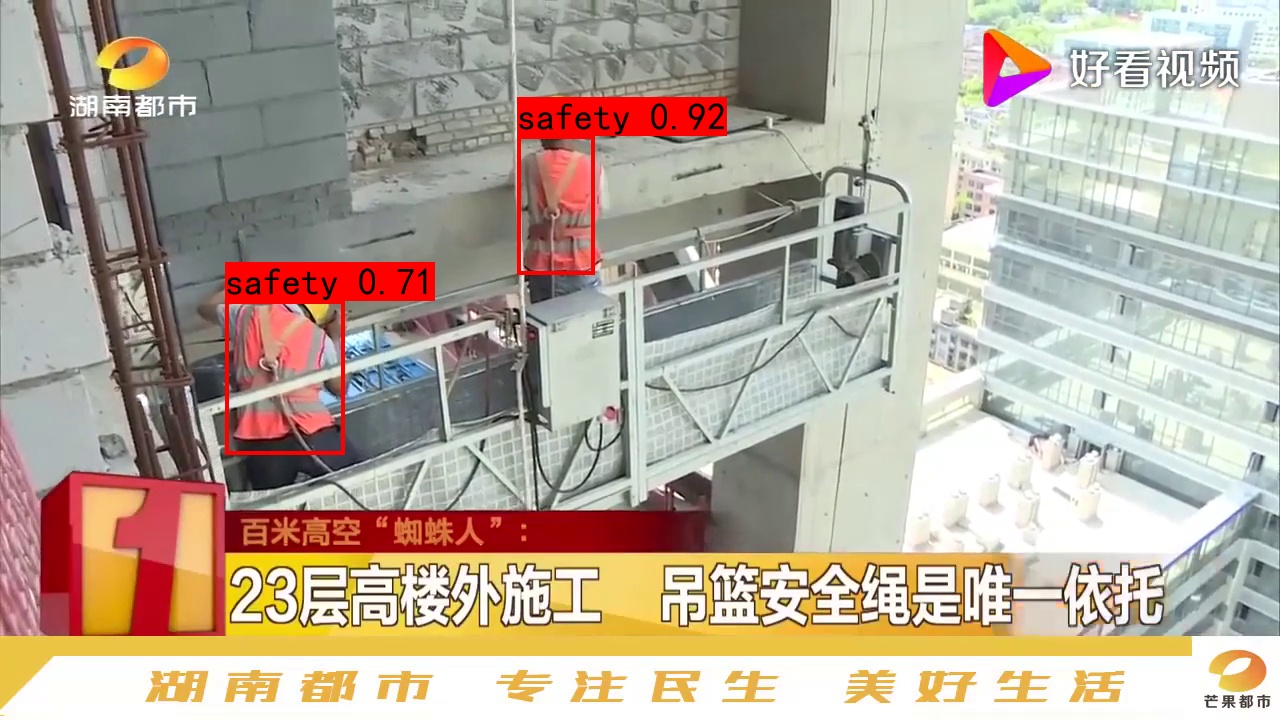 湖南都市
好看视频
safety 0.92
safety 0.71
1
百米高空“蜘蛛人”：
23层高楼外施工 吊篮安全绳是唯一依托
湖南都市 专注民生 美好生活
芒果都市